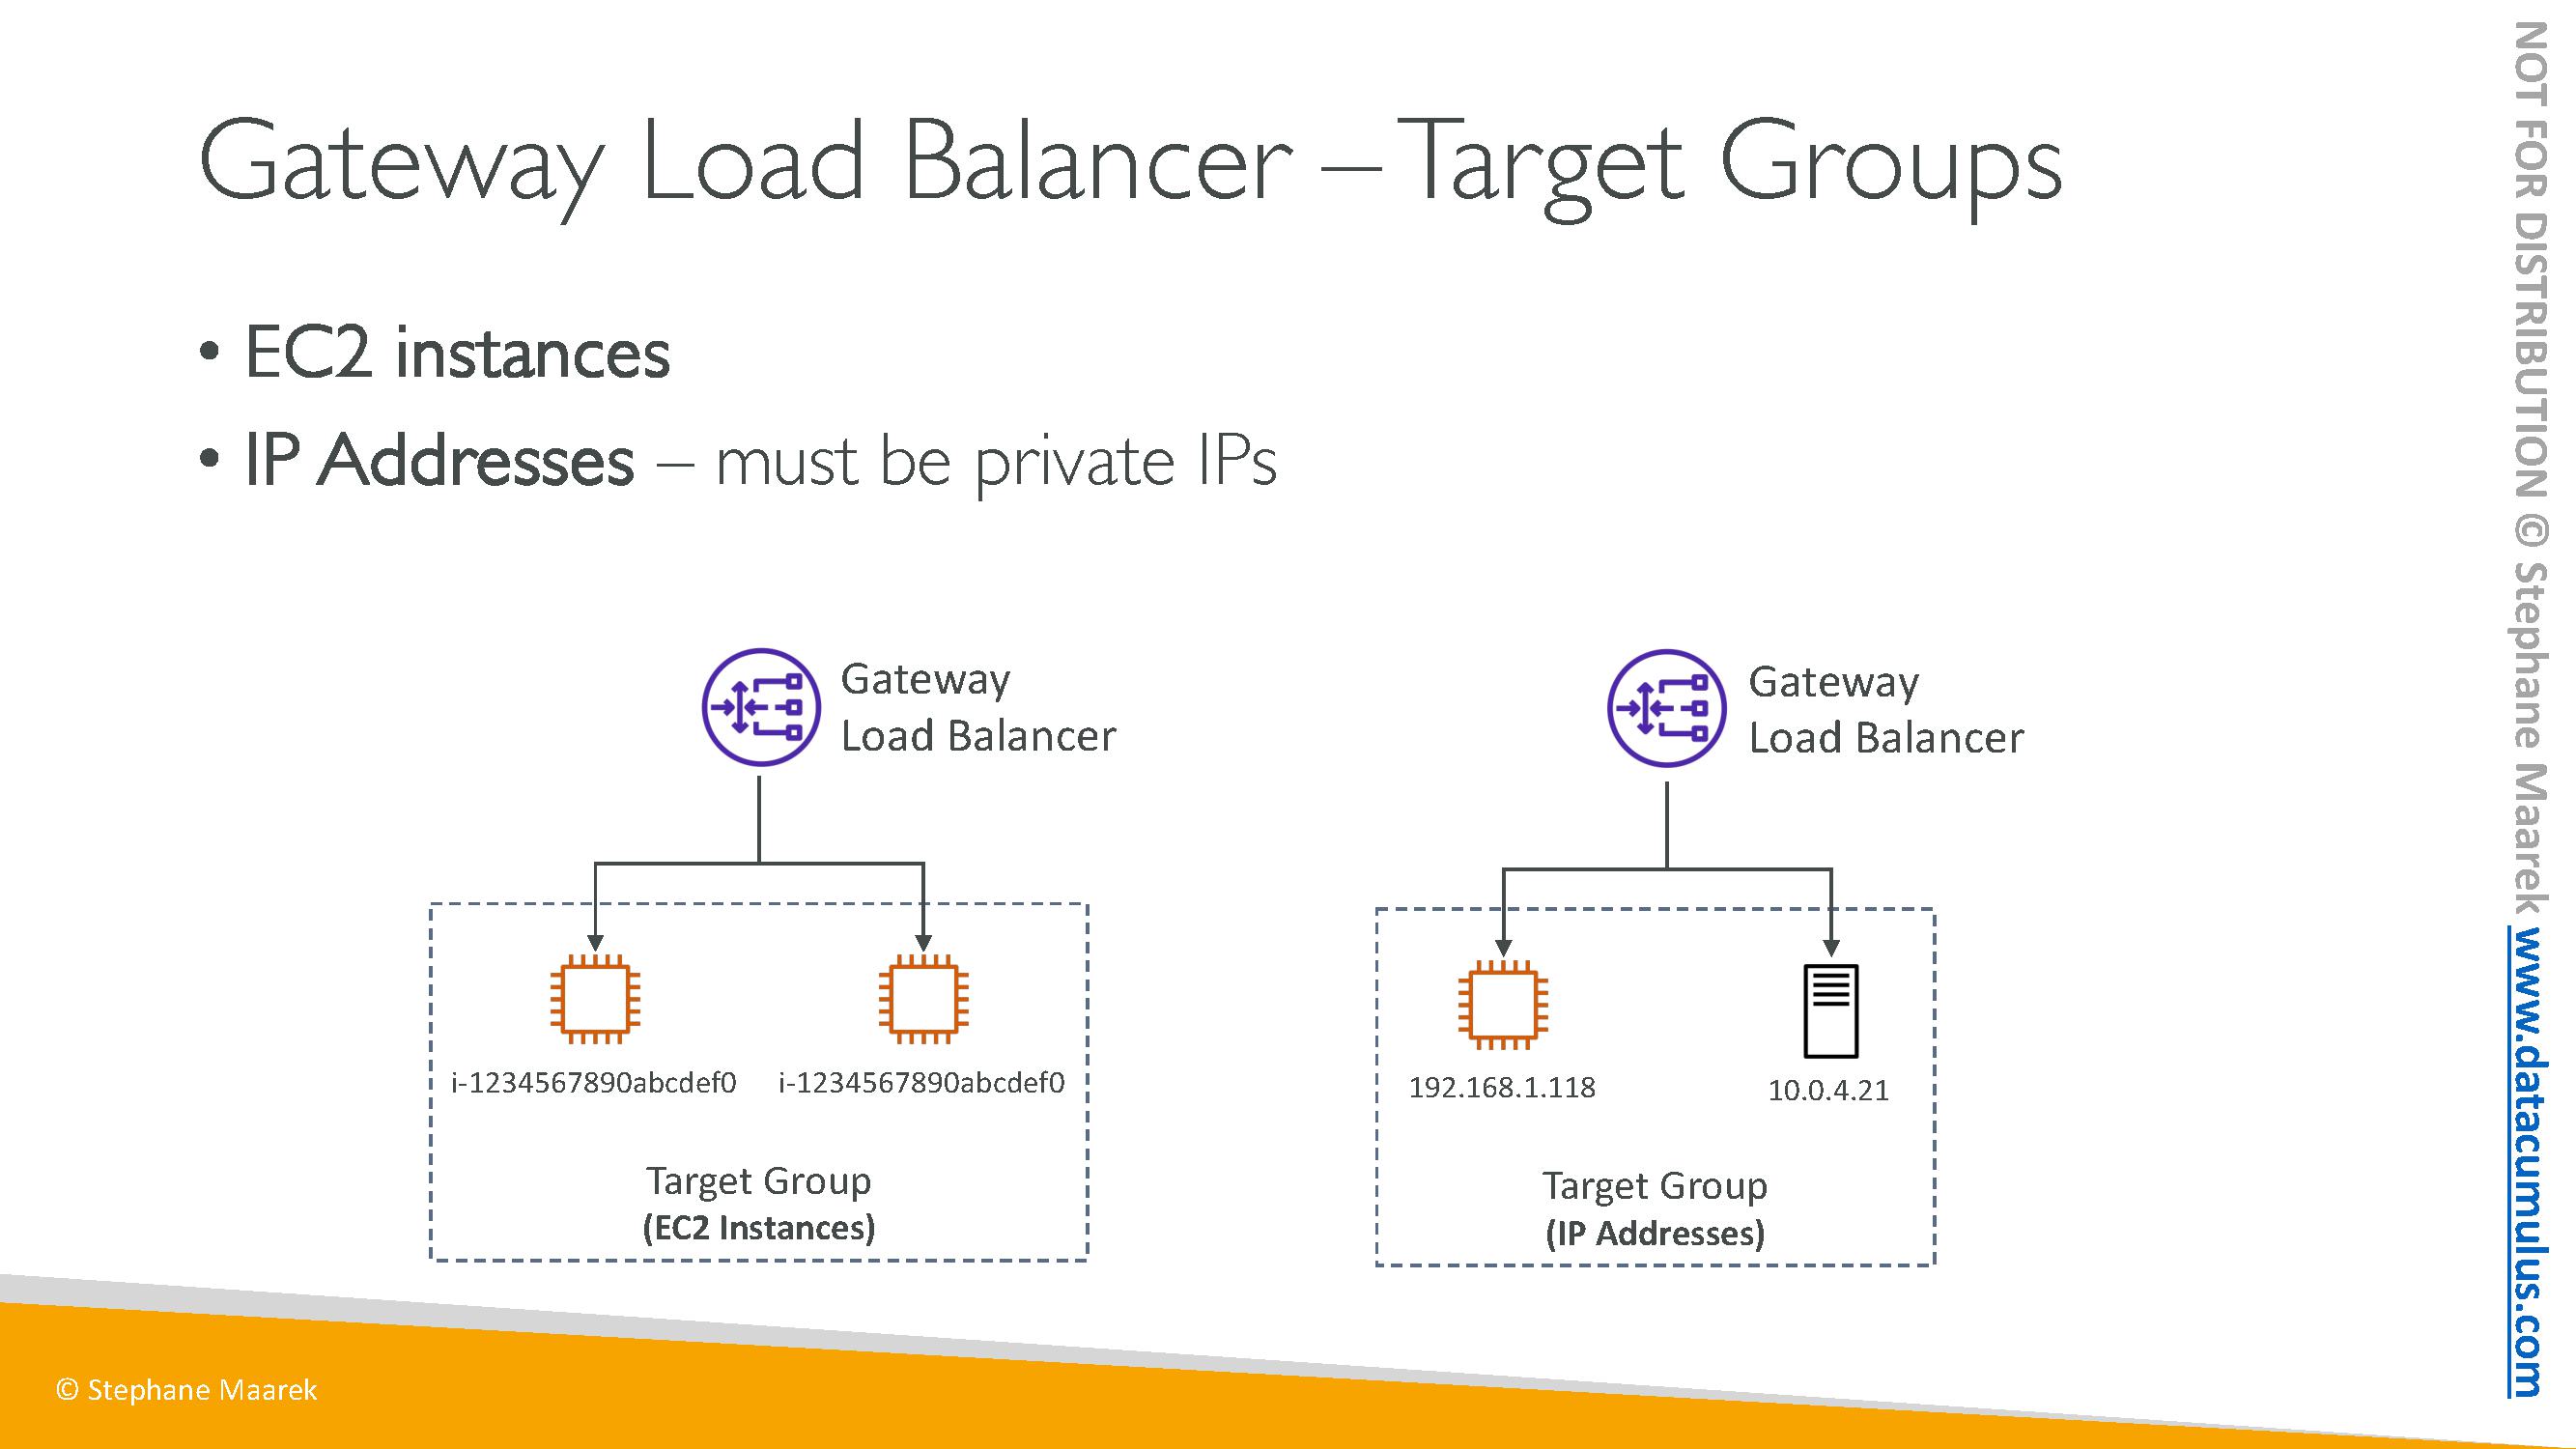 Gateway Load Balancer – Target Groups
• EC2 instances
• IP Addresses – must be private IPs
Gateway
Load Balancer
i-1234567890abcdef0
i-1234567890abcdef0
Target Group
(EC2 Instances)
Gateway
Load Balancer
192.168.1.118
10.0.4.21
Target Group
(IP Addresses)
© Stephane Maarek
NOT FOR DISTRIBUTION © Stephane Maarek www.datacumulus.com